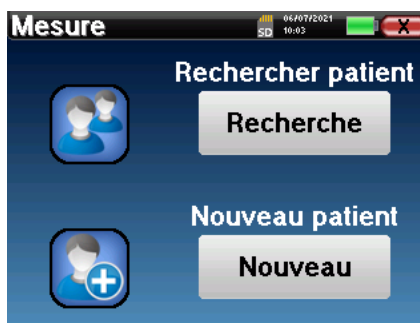 Mesure
SD
06/07/2021
10:03
X
Rechercher patient
Recherche
Nouveau patient
Nouveau